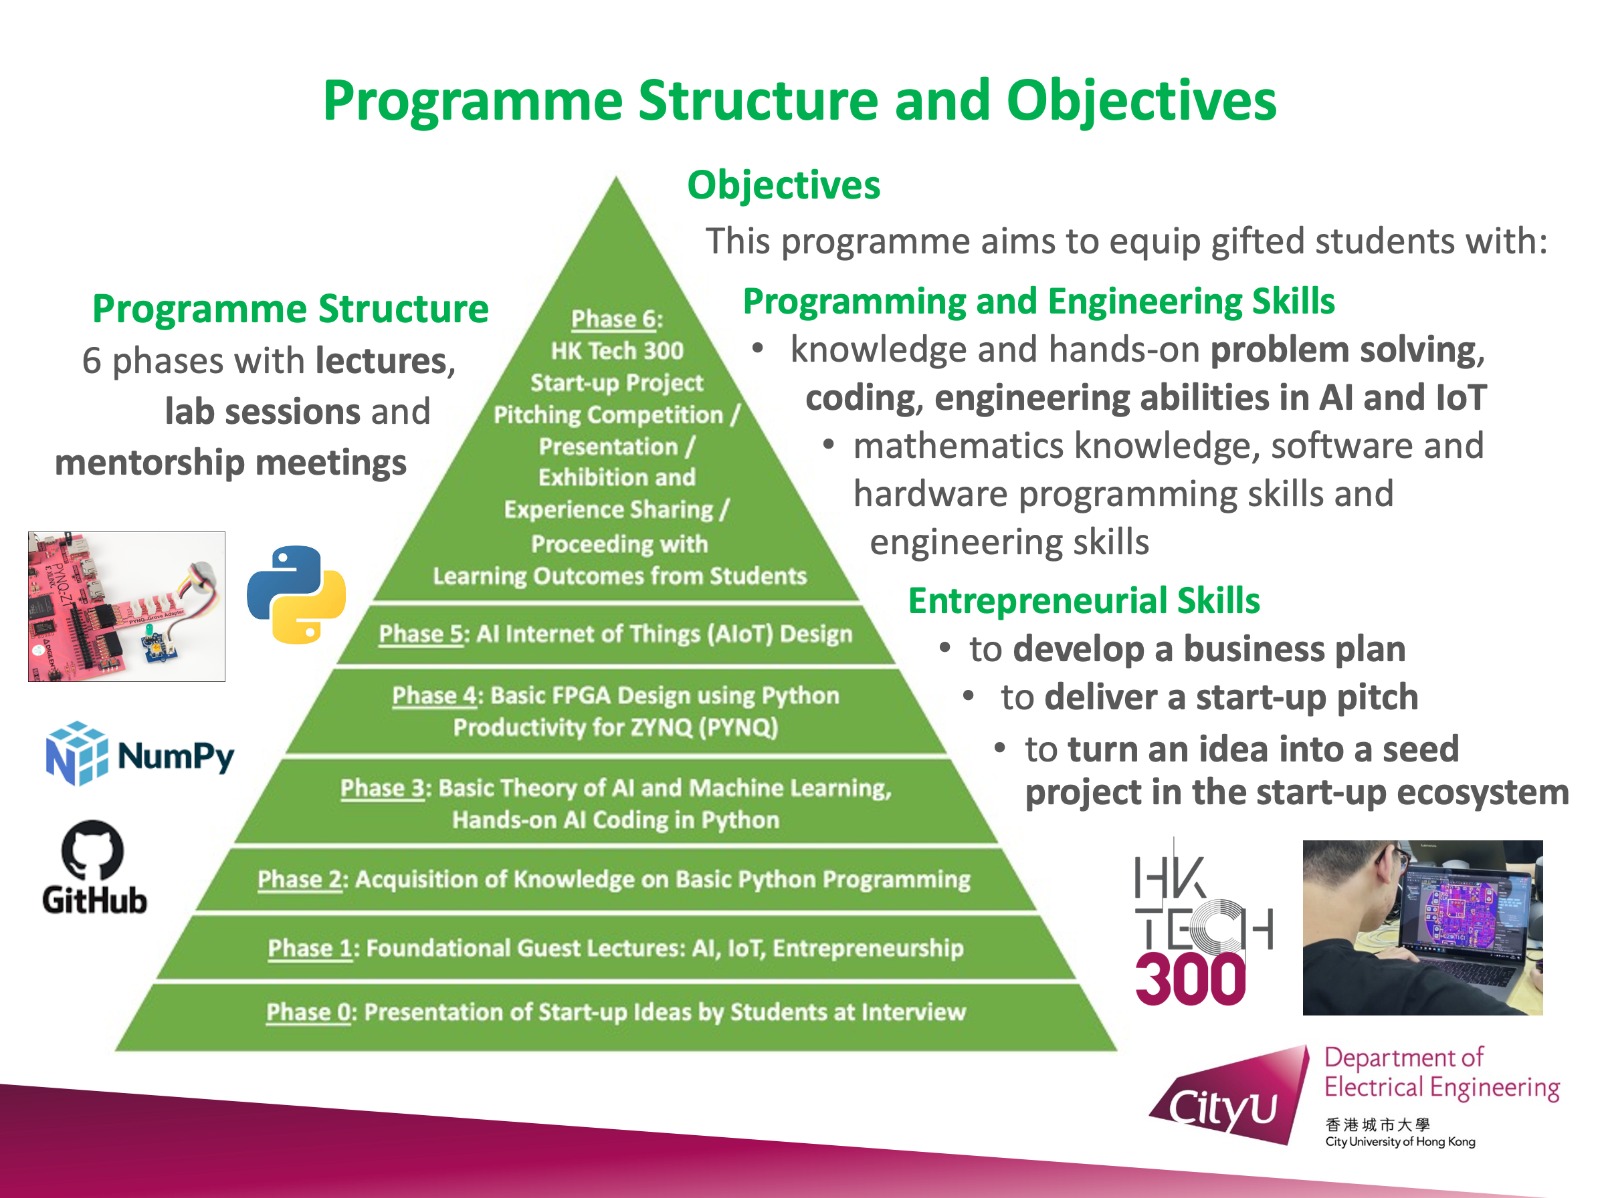 Programme Structure and Objectives
Programme Structure
6 phases with lectures,
lab sessions and
mentorship meetings
Phase 6:
HK Tech 300
Start-up Project
Pitching Competition /
Presentation /
Exhibition and
Experience Sharing /
Proceeding with
Learning Outcomes from Students
Phase 5: AI Internet of Things (AIoT) Design
Phase 4: Basic FPGA Design using Python
Productivity for ZYNQ (PYNQ)
Phase 3: Basic Theory of AI and Machine Learning,
Hands-on AI Coding in Python
Phase 2: Acquisition of Knowledge on Basic Python Programming
Phase 1: Foundational Guest Lectures: AI, IoT, Entrepreneurship
Phase 0: Presentation of Start-up Ideas by Students at Interview
Objectives
This programme aims to equip gifted students with:
Programming and Engineering Skills
• knowledge and hands-on problem solving,
coding, engineering abilities in AI and IoT
• mathematics knowledge, software and
hardware programming skills and
engineering skills
Entrepreneurial Skills
• to develop a business plan
• to deliver a start-up pitch
• to turn an idea into a seed
project in the start-up ecosystem
PYNQ-Z1
NumPy
GitHub
HK
TECH
300
CityU
Department of
Electrical Engineering
香港城市大學
City University of Hong Kong